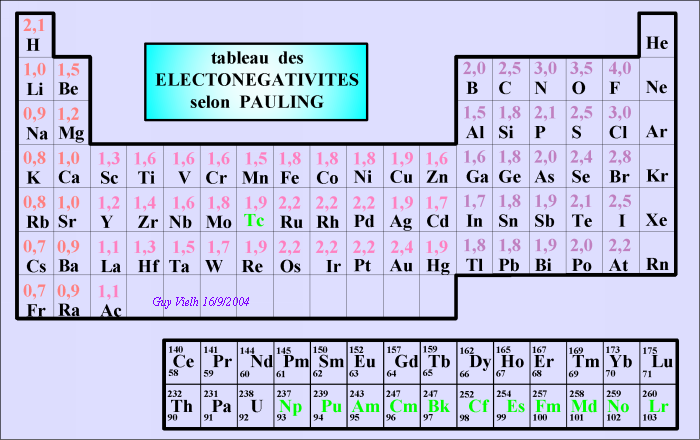 2,1
H He
tableau des
ELECTONEGATIVITES
selon PAULING
1,0 1,5 2,0 2,5 3,0 3,5 4,0
Li Be B C N O F Ne
0,9 1,2 1,5 1,8 2,1 2,5 3,0
Na Mg Al Si P S Cl Ar
0,8 1,0 1,3 1,6 1,6 1,6 1,5 1,8 1,8 1,8 1,9 1,6 1,6 1,8 2,0 2,4 2,8
K Ca Sc Ti V Cr Mn Fe Co Ni Cu Zn Ga Ge As Se Br Kr
0,8 1,0 1,2 1,4 1,6 1,8 1,9 2,2 2,2 2,2 1,9 1,7 1,7 1,8 1,9 2,1 2,5
Rb Sr Y Zr Nb Mo Tc Ru Rh Pd Ag Cd In Sn Sb Te I Xe
0,7 0,9 1,1 1,3 1,5 1,7 1,9 2,2 2,2 2,2 2,4 1,9 1,8 1,8 1,9 2,0 2,2
Cs Ba La Hf Ta W Re Os Ir Pt Au Hg Tl Pb Bi Po At Rn
0,7 0,9 1,1
Fr Ra Ac
Guy Vielh 16/9/2004
140 141 144 145 150 152 157 159 162 165 167 169 173 175
Ce Pr Nd Pm Sm Eu Gd Tb Dy Ho Er Tm Yb Lu
58 59 60 61 62 63 64 65 66 67 68 69 70 71
232 231 238 237 239 243 247 247 252 254 257 258 259 260
Th Pa U Np Pu Am Cm Bk Cf Es Fm Md No Lr
90 91 92 93 94 95 96 97 98 99 100 101 102 103